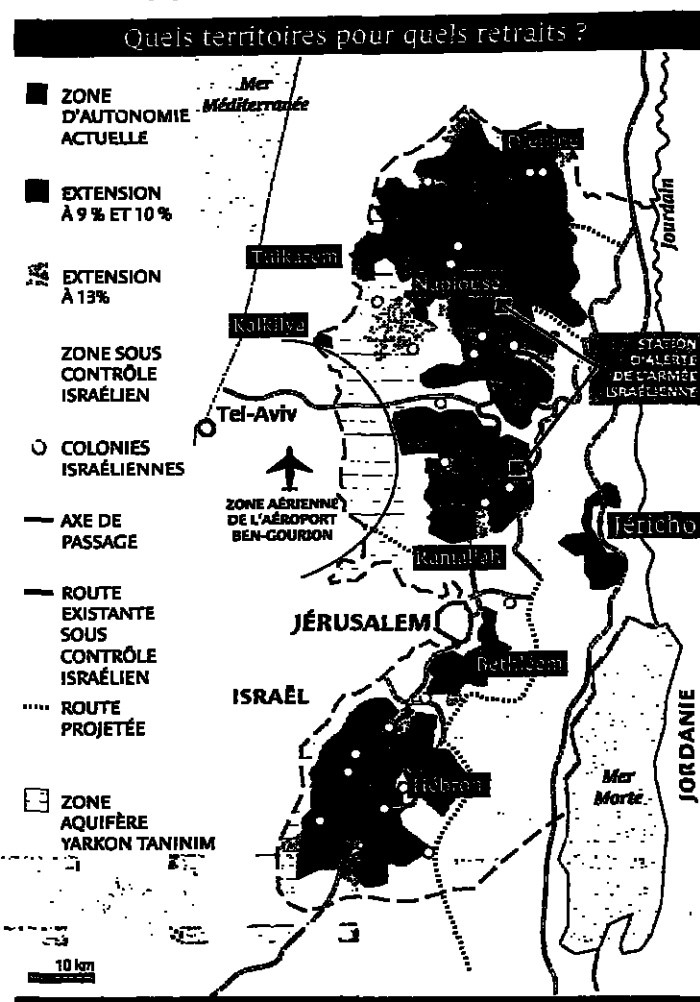 Quels territoires pour quels retraits ?
ZONE
D'AUTONOMIE
ACTUELLE
EXTENSION
À 9 % ET 10 %
EXTENSION
À 13%
ZONE SOUS
CONTRÔLE
ISRAÉLIEN
COLONIES
ISRAÉLIENNES
AXE DE
PASSAGE
ROUTE
EXISTANTE
SOUS
CONTRÔLE
ISRAÉLIEN
ROUTE
PROJETÉE
ZONE
AQUIFÈRE
YARKON TANINIM
10 km
Mer
Méditerranée
Djenine
Jourdain
Tulkarem
Naplouse
Kalkilya
STATION
D'ALERTE
DE L'ARMÉE
ISRAÉLIENNE
Tel-Aviv
ZONE AÉRIENNE
DE L'AÉROPORT
BEN-GOURION
Jéricho
Ramallah
JÉRUSALEM
Bethléem
ISRAËL
Hébron
Mer
Morte
JORDANIE